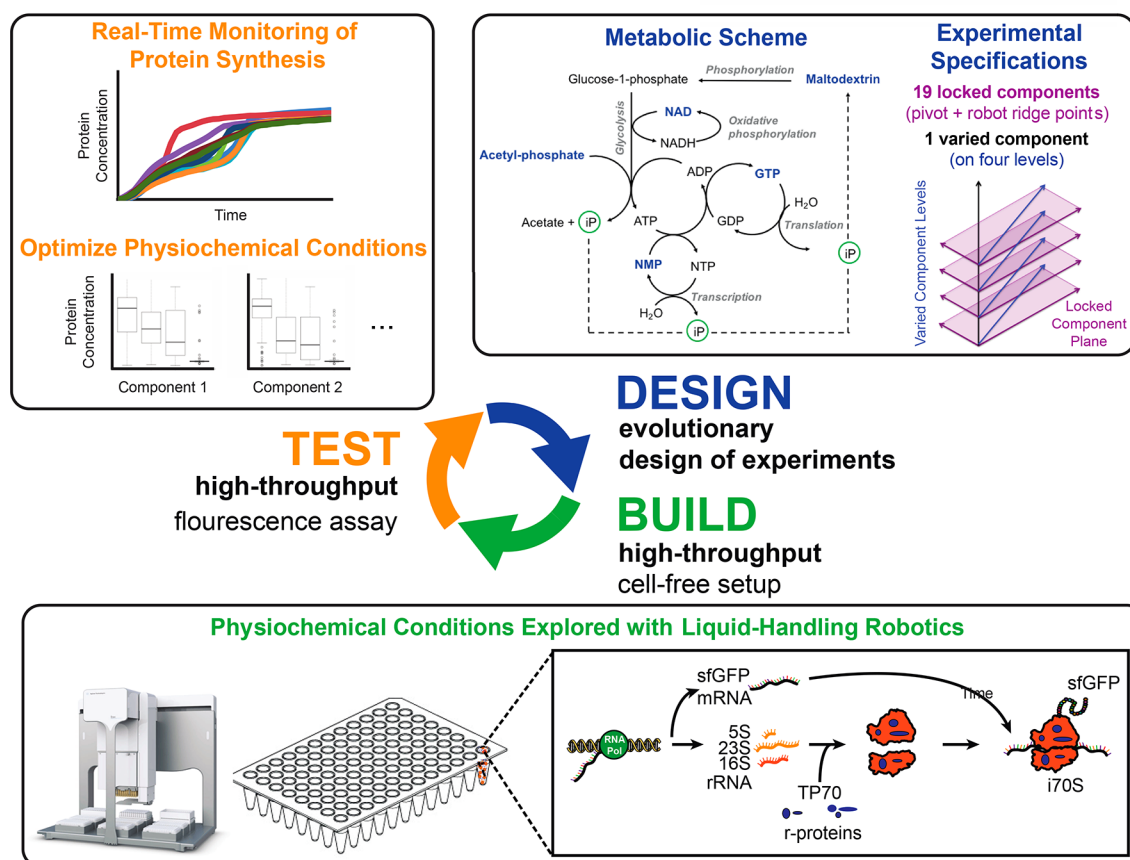 Real-Time Monitoring of
Protein Synthesis
Protein
Concentration
Time
Optimize Physiochemical Conditions
Protein
Concentration
Component 1
Component 2
...
Metabolic Scheme
Glucose-1-phosphate
Phosphorylation
Maltodextrin
Glycolysis
NAD
Oxidative
phosphorylation
NADH
Acetyl-phosphate
ADP
GTP
H₂O
Acetate + iP
ATP
GDP
Translation
iP
NMP
NTP
H₂O
Transcription
iP
Experimental
Specifications
19 locked components
(pivot + robot ridge points)
1 varied component
(on four levels)
Varied Component Levels
Locked
Component
Plane
DESIGN
evolutionary
design of experiments
TEST
high-throughput
flourescence assay
BUILD
high-throughput
cell-free setup
Physiochemical Conditions Explored with Liquid-Handling Robotics
RNA
Pol
sfGFP
mRNA
5S
23S
16S
rRNA
TP70
r-proteins
Time
sfGFP
i70S